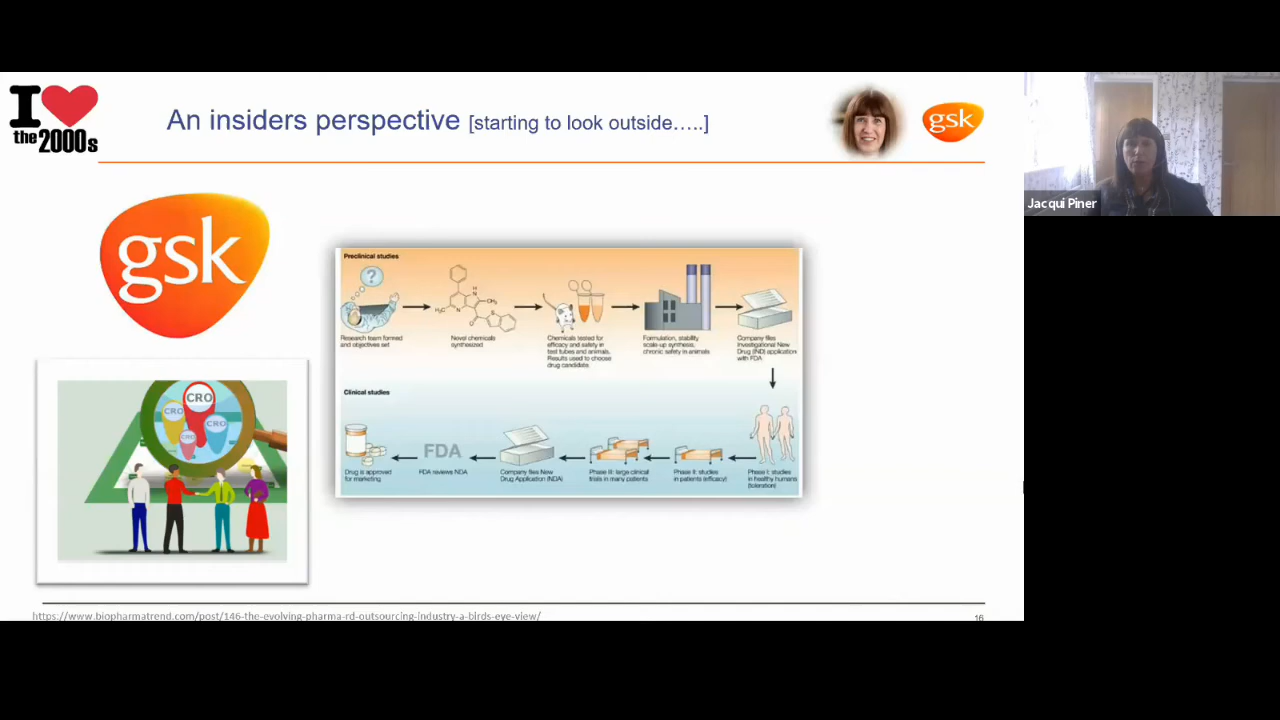 I
the 2000s
An insiders perspective [starting to look outside…..]
gsk
Jacqui Piner
gsk
Preclinical studies
?
H
N
H₃C
N
CH₃
O
S
Research team formed
and objectives set
Novel chemicals
synthesized
Chemicals tested for
efficacy and safety in
test tubes and animals.
Results used to choose
drug candidate.
Formulation, stability
scale-up synthesis,
chronic safety in animals
Company files
Investigational New
Drug (IND) application
with FDA
CRO
CRO
CRO
CRO
Clinical studies
FDA
Drug is approved
for marketing
FDA reviews NDA
Company files New
Drug Application (NDA)
Phase III: large clinical
trials in many patients
Phase II: studies
in patients (efficacy)
Phase I: studies
in healthy humans
(toleration)
https://www.biopharmatrend.com/post/146-the-evolving-pharma-rd-outsourcing-industry-a-birds-eye-view/
16